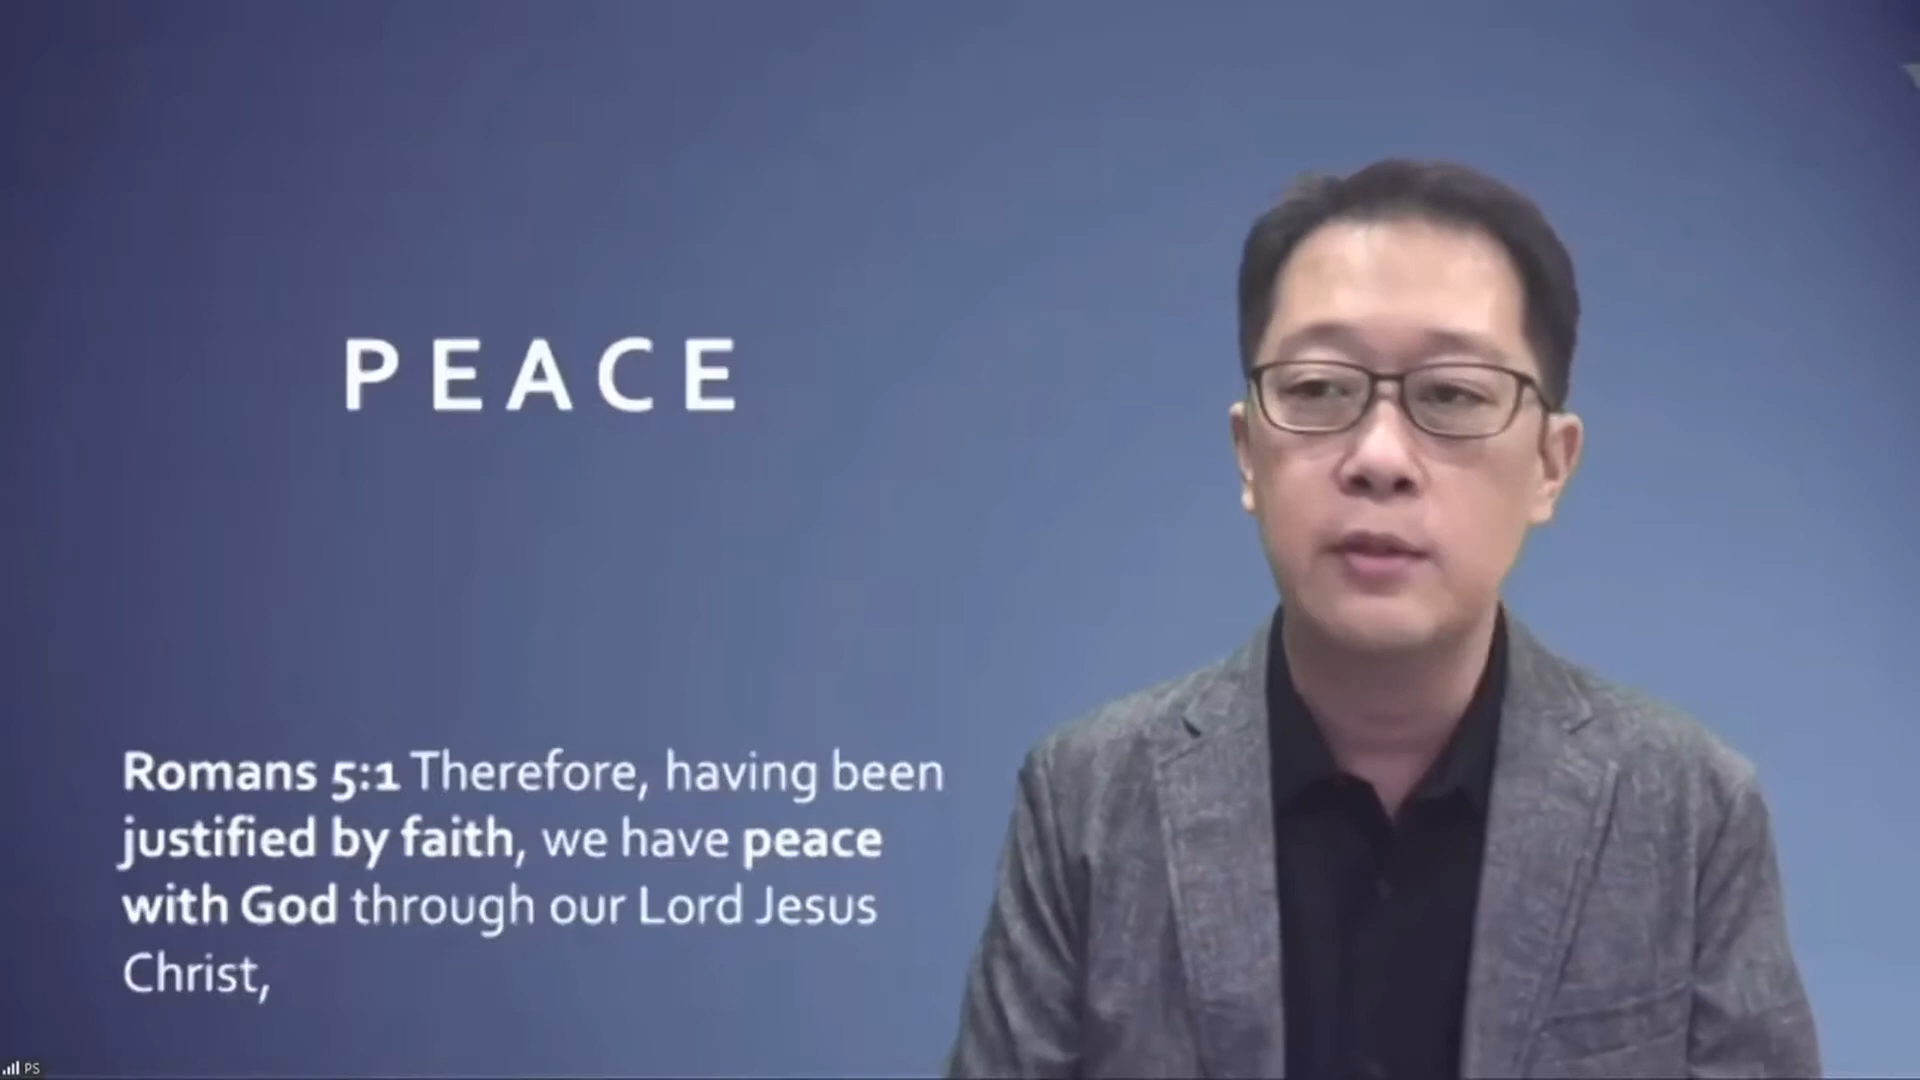 PEACE
Romans 5:1 Therefore, having been
justified by faith, we have peace
with God through our Lord Jesus
Christ,
PS